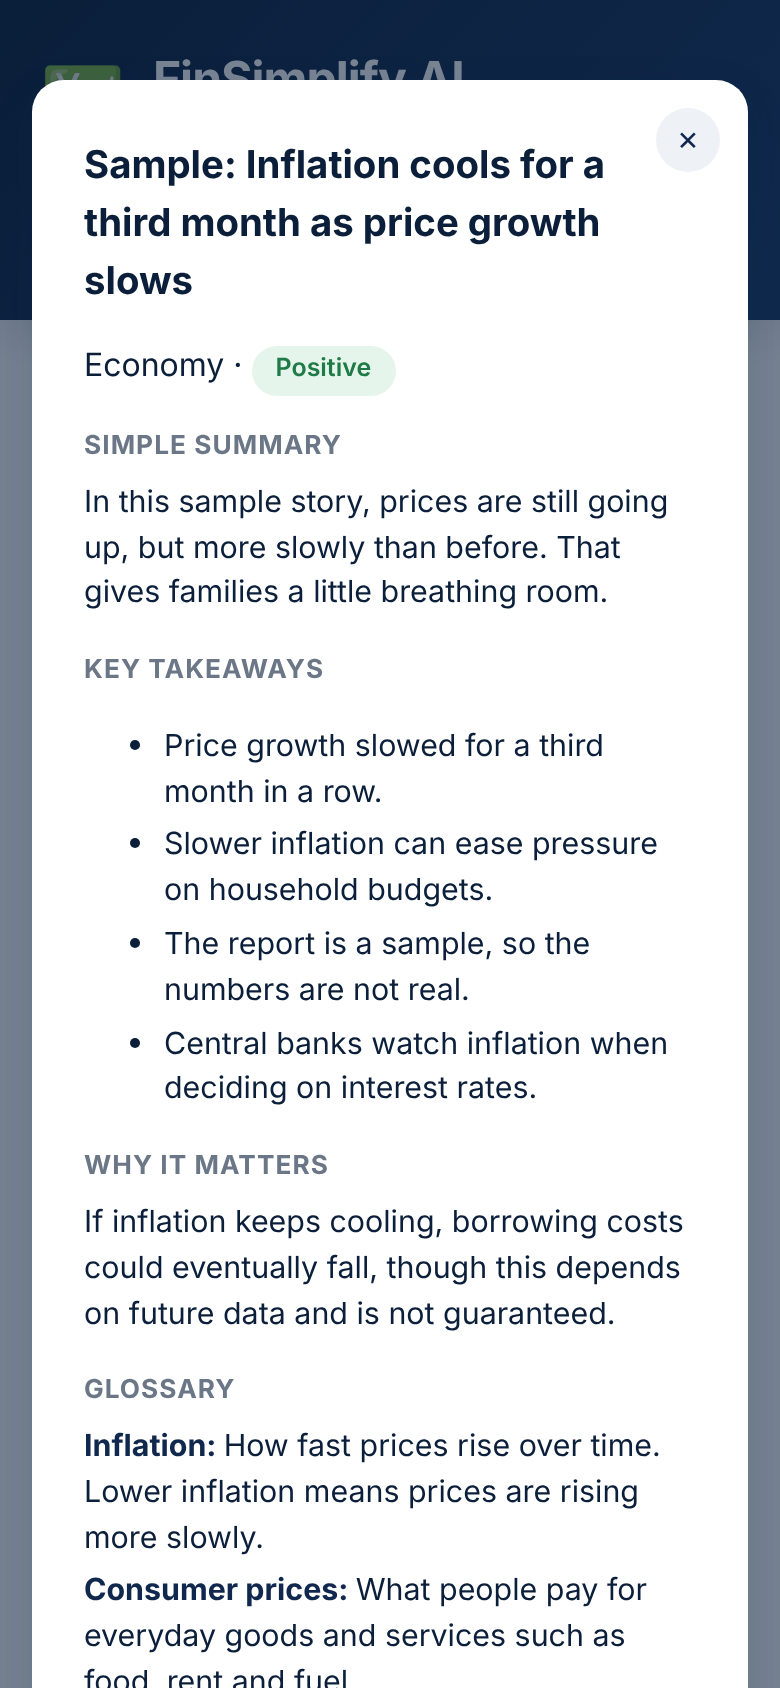 FinSimplify AI
×
Sample: Inflation cools for a
third month as price growth
slows
Economy · Positive
SIMPLE SUMMARY
In this sample story, prices are still going
up, but more slowly than before. That
gives families a little breathing room.
KEY TAKEAWAYS
• Price growth slowed for a third
month in a row.
• Slower inflation can ease pressure
on household budgets.
• The report is a sample, so the
numbers are not real.
• Central banks watch inflation when
deciding on interest rates.
WHY IT MATTERS
If inflation keeps cooling, borrowing costs
could eventually fall, though this depends
on future data and is not guaranteed.
GLOSSARY
Inflation: How fast prices rise over time.
Lower inflation means prices are rising
more slowly.
Consumer prices: What people pay for
everyday goods and services such as
food, rent and fuel